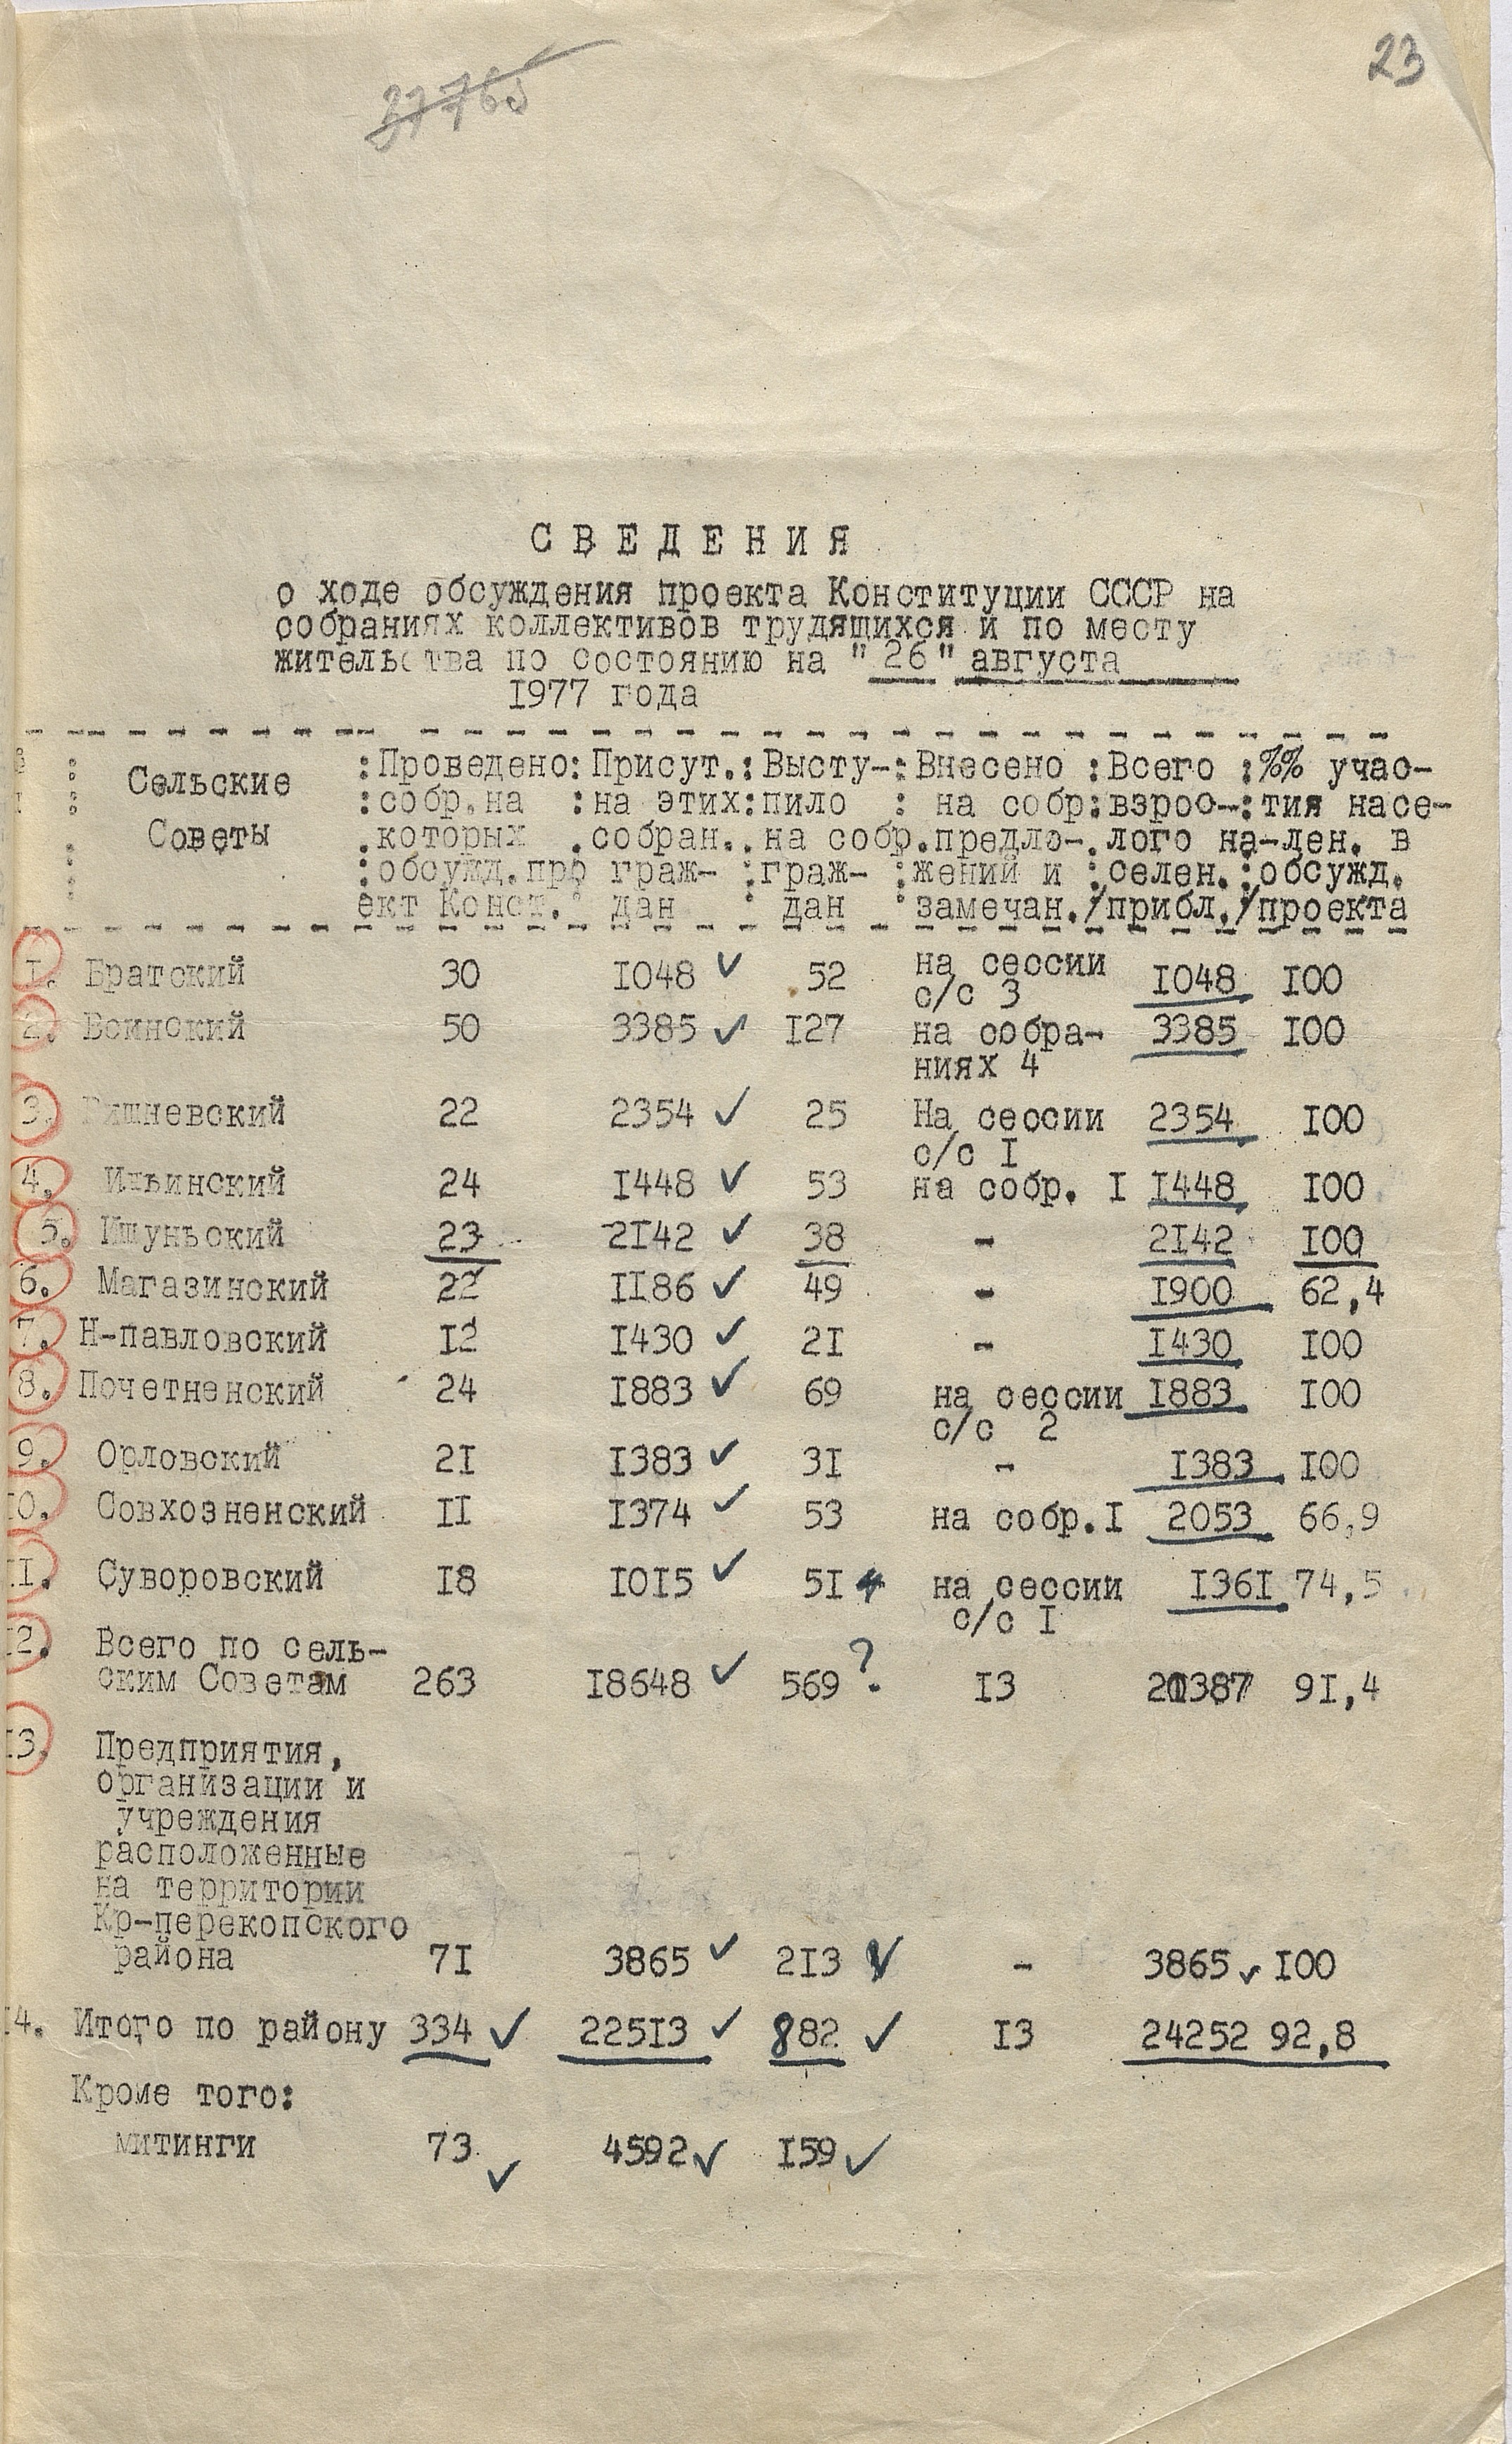 37765
23
СВЕДЕНИЯ
о ходе обсуждения проекта Конституции СССР на
собраниях коллективов трудящихся и по месту
жительства по состоянию на "26" августа
1977 года
Сельские :Проведено: Присут.: Высту-: Внесено :Всего :%% учас-
:собр.на :на этих:пило : на собр:взрос-:тия насе-
Советы .которых .собран.. на собр.предло-.лого на-лен. в
:обсужд.про граж- :граж- :жений и :селен.:обсужд.
ект Конст.: дан : дан :замечан./прибл./проекта
1. Братский 30 1048 52 на сессии 1048 100
с/с 3
2. Воинский 50 3385 127 на собра- 3385 100
ниях 4
3. Гишневский 22 2354 25 На сессии 2354 100
с/с 1
4. Ильинский 24 1448 53 на собр. 1 1448 100
5. Ишуньский 23 2142 38 - 2142 100
6. Магазинский 22 1186 49 - 1900 62,4
7. Н-павловский 12 1430 21 - 1430 100
8. Почетненский 24 1883 69 на сессии 1883 100
с/с 2
9. Орловский 21 1383 31 - 1383 100
10. Совхозненский 11 1374 53 на собр.1 2053 66,9
11. Суворовский 18 1015 51 на сессии 1361 74,5
с/с 1
12. Всего по сель-
ским Советам 263 18648 569 ? 13 20387 91,4
13. Предприятия,
организации и
учреждения
расположенные
на территории
Кр-перекопского
района 71 3865 213 - 3865 100
14. Итого по району 334 22513 882 13 24252 92,8
Кроме того:
митинги 73 4592 159